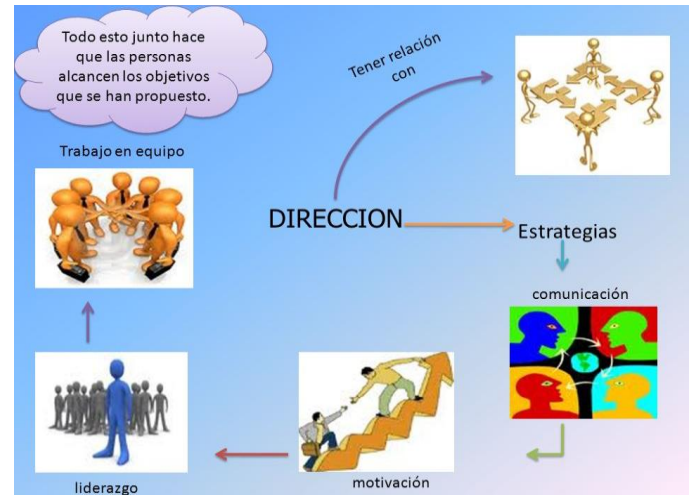 Todo esto junto hace
que las personas
alcancen los objetivos
que se han propuesto.
Tener relación
con
Trabajo en equipo
DIRECCION
Estrategias
comunicación
motivación
liderazgo